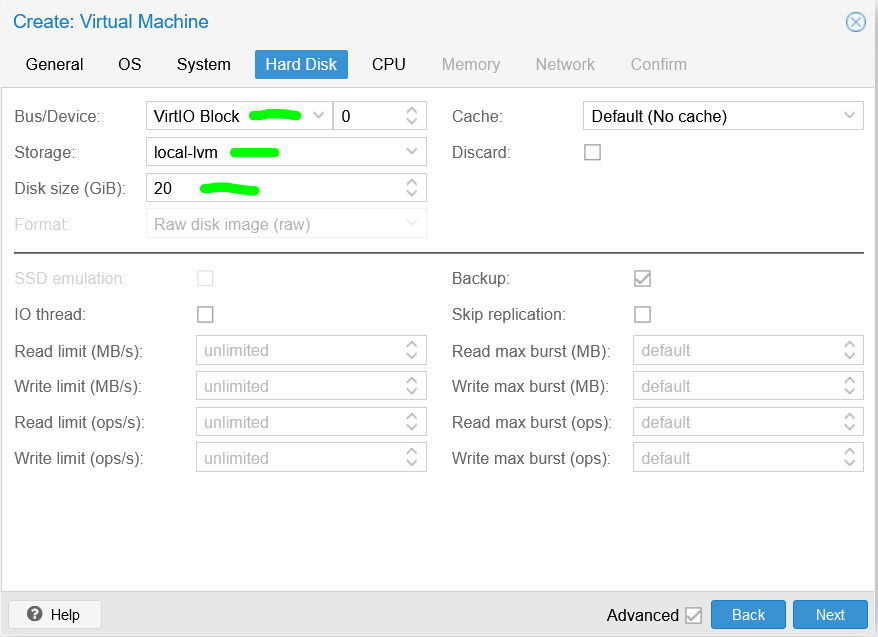 Create: Virtual Machine
General OS System Hard Disk CPU Memory Network Confirm
Bus/Device: VirtIO Block 0 Cache: Default (No cache)
Storage: local-lvm Discard:
Disk size (GiB): 20
Format: Raw disk image (raw)
SSD emulation: Backup:
IO thread: Skip replication:
Read limit (MB/s): unlimited Read max burst (MB): default
Write limit (MB/s): unlimited Write max burst (MB): default
Read limit (ops/s): unlimited Read max burst (ops): default
Write limit (ops/s): unlimited Write max burst (ops): default
? Help Advanced Back Next